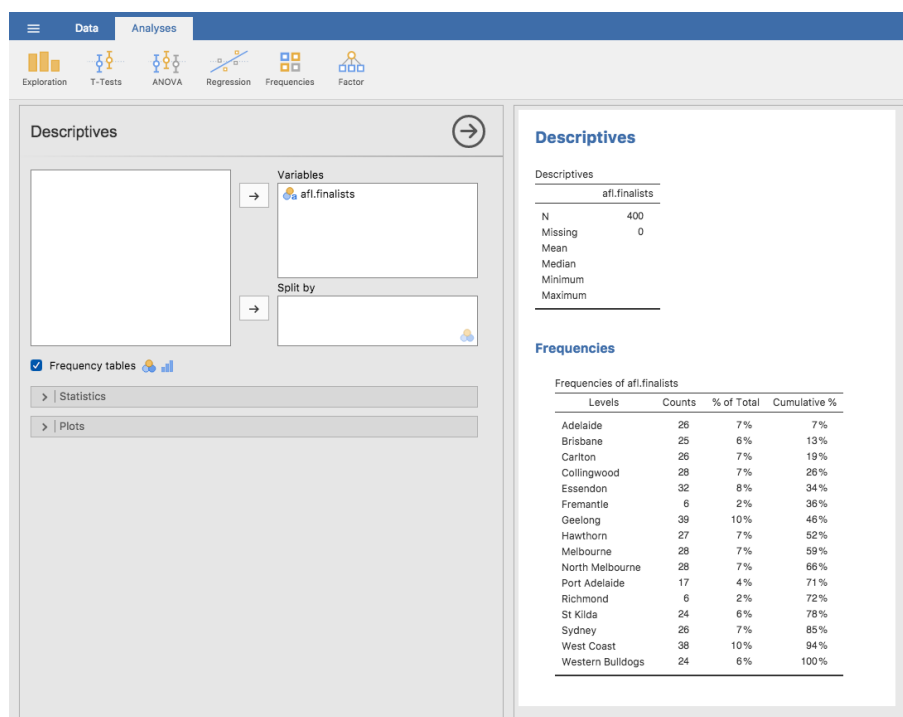 Data Analyses
Exploration T-Tests ANOVA Regression Frequencies Factor
Descriptives
Variables
afl.finalists
Split by
Frequency tables
Statistics
Plots
Descriptives
Descriptives
afl.finalists
N 400
Missing 0
Mean
Median
Minimum
Maximum
Frequencies
Frequencies of afl.finalists
Levels Counts % of Total Cumulative %
Adelaide 26 7% 7%
Brisbane 25 6% 13%
Carlton 26 7% 19%
Collingwood 28 7% 26%
Essendon 32 8% 34%
Fremantle 6 2% 36%
Geelong 39 10% 46%
Hawthorn 27 7% 52%
Melbourne 28 7% 59%
North Melbourne 28 7% 66%
Port Adelaide 17 4% 71%
Richmond 6 2% 72%
St Kilda 24 6% 78%
Sydney 26 7% 85%
West Coast 38 10% 94%
Western Bulldogs 24 6% 100%